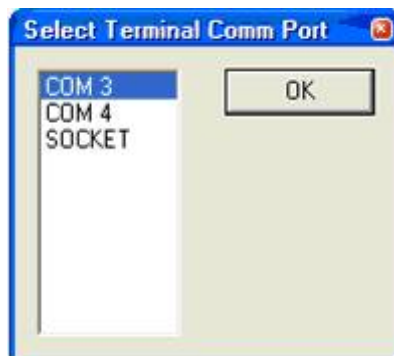 Select Terminal Comm Port
COM 3
OK
COM 4
SOCKET